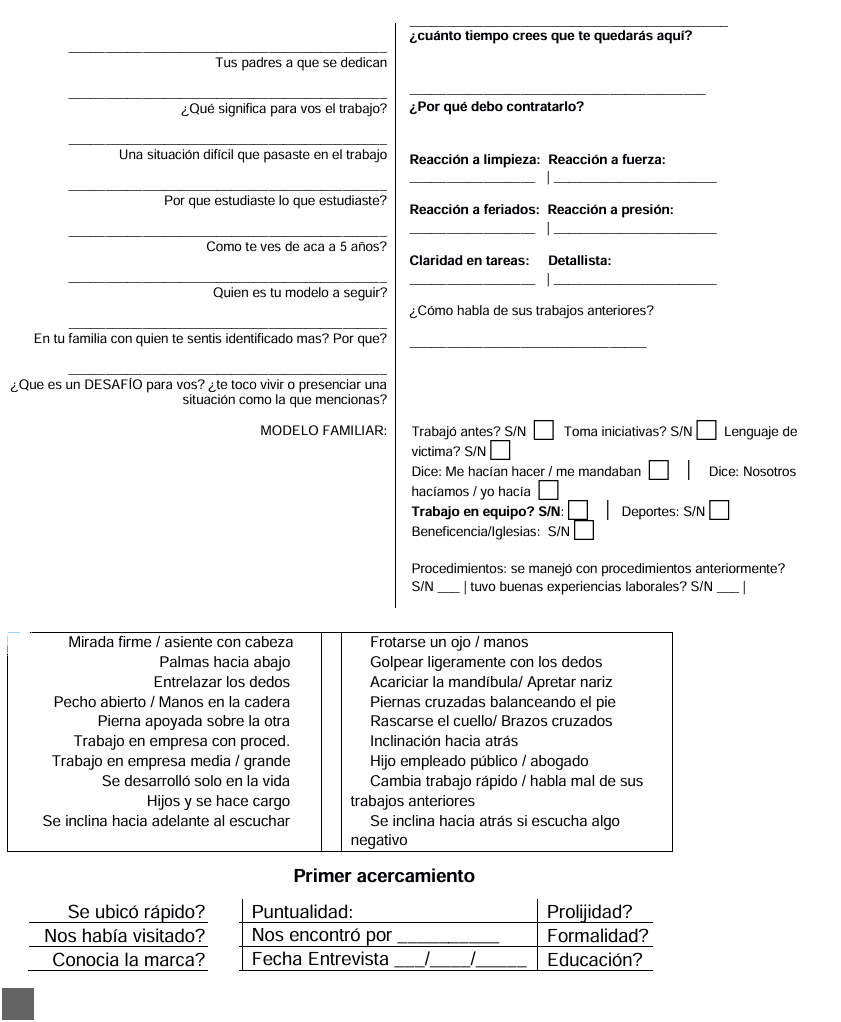 Tus padres a que se dedican
¿Qué significa para vos el trabajo?
Una situación difícil que pasaste en el trabajo
Por que estudiaste lo que estudiaste?
Como te ves de aca a 5 años?
Quien es tu modelo a seguir?
En tu familia con quien te sentis identificado mas? Por que?
¿Que es un DESAFÍO para vos? ¿te toco vivir o presenciar una
situación como la que mencionas?
MODELO FAMILIAR:
¿cuánto tiempo crees que te quedarás aquí?
¿Por qué debo contratarlo?
Reacción a limpieza: Reacción a fuerza:
_________________ | ______________________
Reacción a feriados: Reacción a presión:
_________________ | ______________________
Claridad en tareas: Detallista:
_________________ | ______________________
¿Cómo habla de sus trabajos anteriores?
Trabajó antes? S/N Toma iniciativas? S/N Lenguaje de
victima? S/N
Dice: Me hacían hacer / me mandaban | Dice: Nosotros
hacíamos / yo hacía
Trabajo en equipo? S/N: | Deportes: S/N
Beneficencia/Iglesias: S/N
Procedimientos: se manejó con procedimientos anteriormente?
S/N ___ | tuvo buenas experiencias laborales? S/N ___ |
Mirada firme / asiente con cabeza
Palmas hacia abajo
Entrelazar los dedos
Pecho abierto / Manos en la cadera
Pierna apoyada sobre la otra
Trabajo en empresa con proced.
Trabajo en empresa media / grande
Se desarrolló solo en la vida
Hijos y se hace cargo
Se inclina hacia adelante al escuchar
Frotarse un ojo / manos
Golpear ligeramente con los dedos
Acariciar la mandíbula/ Apretar nariz
Piernas cruzadas balanceando el pie
Rascarse el cuello/ Brazos cruzados
Inclinación hacia atrás
Hijo empleado público / abogado
Cambia trabajo rápido / habla mal de sus
trabajos anteriores
Se inclina hacia atrás si escucha algo
negativo
Primer acercamiento
Se ubicó rápido?
Nos había visitado?
Conocia la marca?
Puntualidad:
Nos encontró por __________
Fecha Entrevista ___/____/_____
Prolijidad?
Formalidad?
Educación?